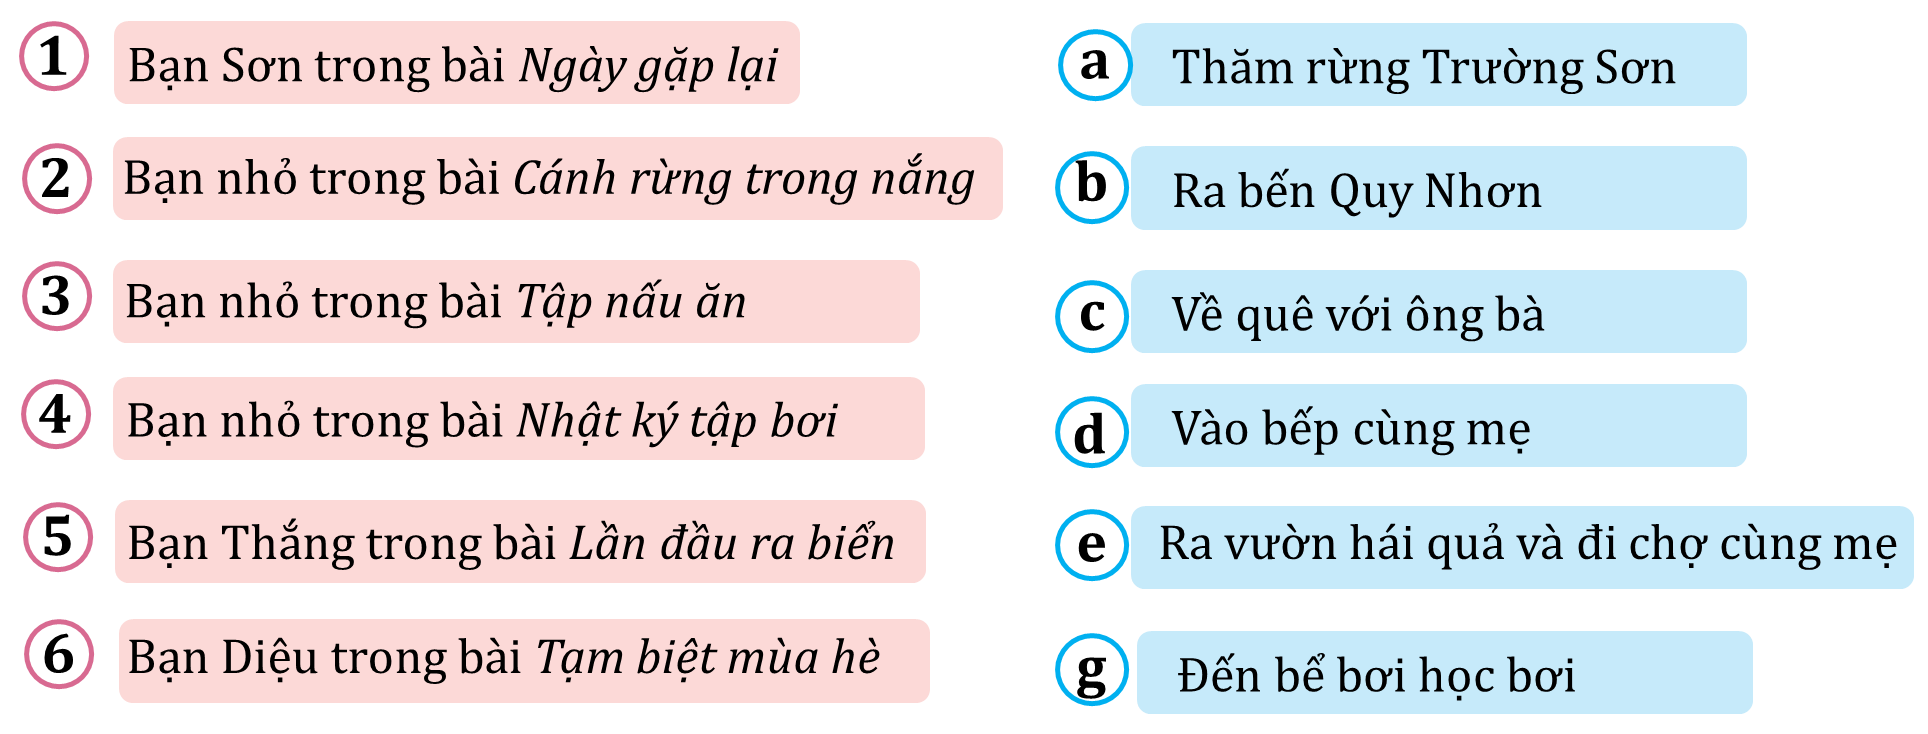 1 Bạn Sơn trong bài Ngày gặp lại
a Thăm rừng Trường Sơn
2 Bạn nhỏ trong bài Cánh rừng trong nắng
b Ra bến Quy Nhơn
3 Bạn nhỏ trong bài Tập nấu ăn
c Về quê với ông bà
4 Bạn nhỏ trong bài Nhật ký tập bơi
d Vào bếp cùng mẹ
5 Bạn Thắng trong bài Lần đầu ra biển
e Ra vườn hái quả và đi chợ cùng mẹ
6 Bạn Diệu trong bài Tạm biệt mùa hè
g Đến bể bơi học bơi